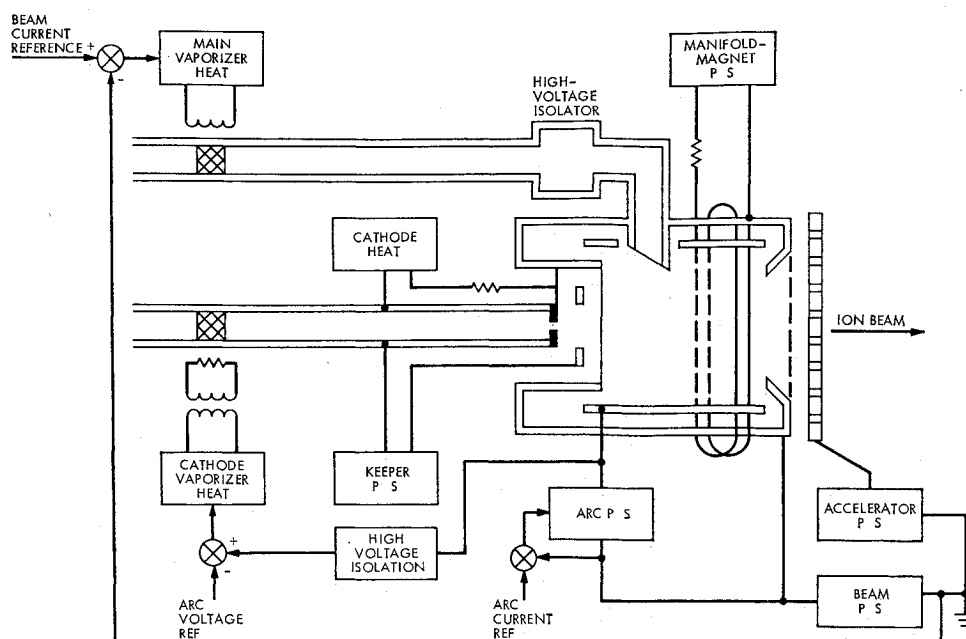 BEAM
CURRENT
REFERENCE +
-
MAIN
VAPORIZER
HEAT
HIGH-
VOLTAGE
ISOLATOR
MANIFOLD-
MAGNET
P S
CATHODE
HEAT
ION BEAM
CATHODE
VAPORIZER
HEAT
KEEPER
P S
ARC P S
ACCELERATOR
P S
HIGH
VOLTAGE
ISOLATION
+
-
BEAM
P S
ARC
VOLTAGE
REF
ARC
CURRENT
REF